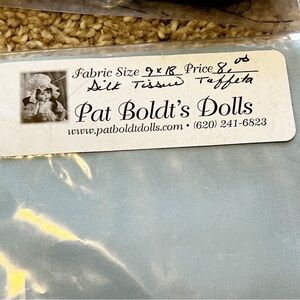 Fabric Size 9 x 18 Price 8.00
Silk Tissue Taffeta
Pat Boldt's Dolls
www.patboldtdolls.com • (620) 241-6823